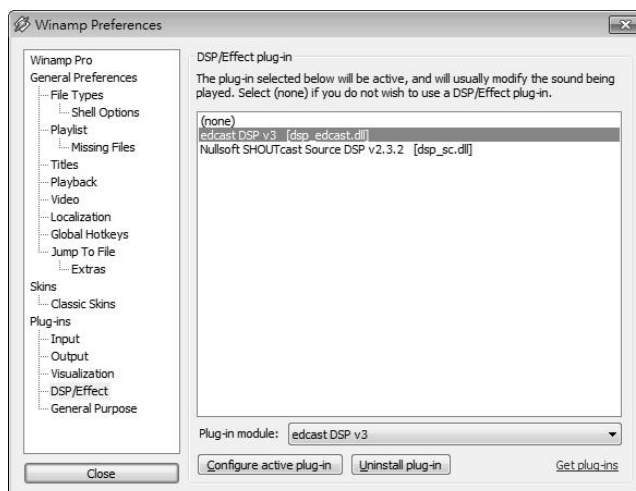 Winamp Preferences
Winamp Pro
General Preferences
File Types
Shell Options
Playlist
Missing Files
Titles
Playback
Video
Localization
Global Hotkeys
Jump To File
Extras
Skins
Classic Skins
Plug-ins
Input
Output
Visualization
DSP/Effect
General Purpose
Close
DSP/Effect plug-in
The plug-in selected below will be active, and will usually modify the sound being
played. Select (none) if you do not wish to use a DSP/Effect plug-in.
(none)
edcast DSP v3 [dsp_edcast.dll]
Nullsoft SHOUTcast Source DSP v2.3.2 [dsp_sc.dll]
Plug-in module: edcast DSP v3
Configure active plug-in Uninstall plug-in Get plug-ins